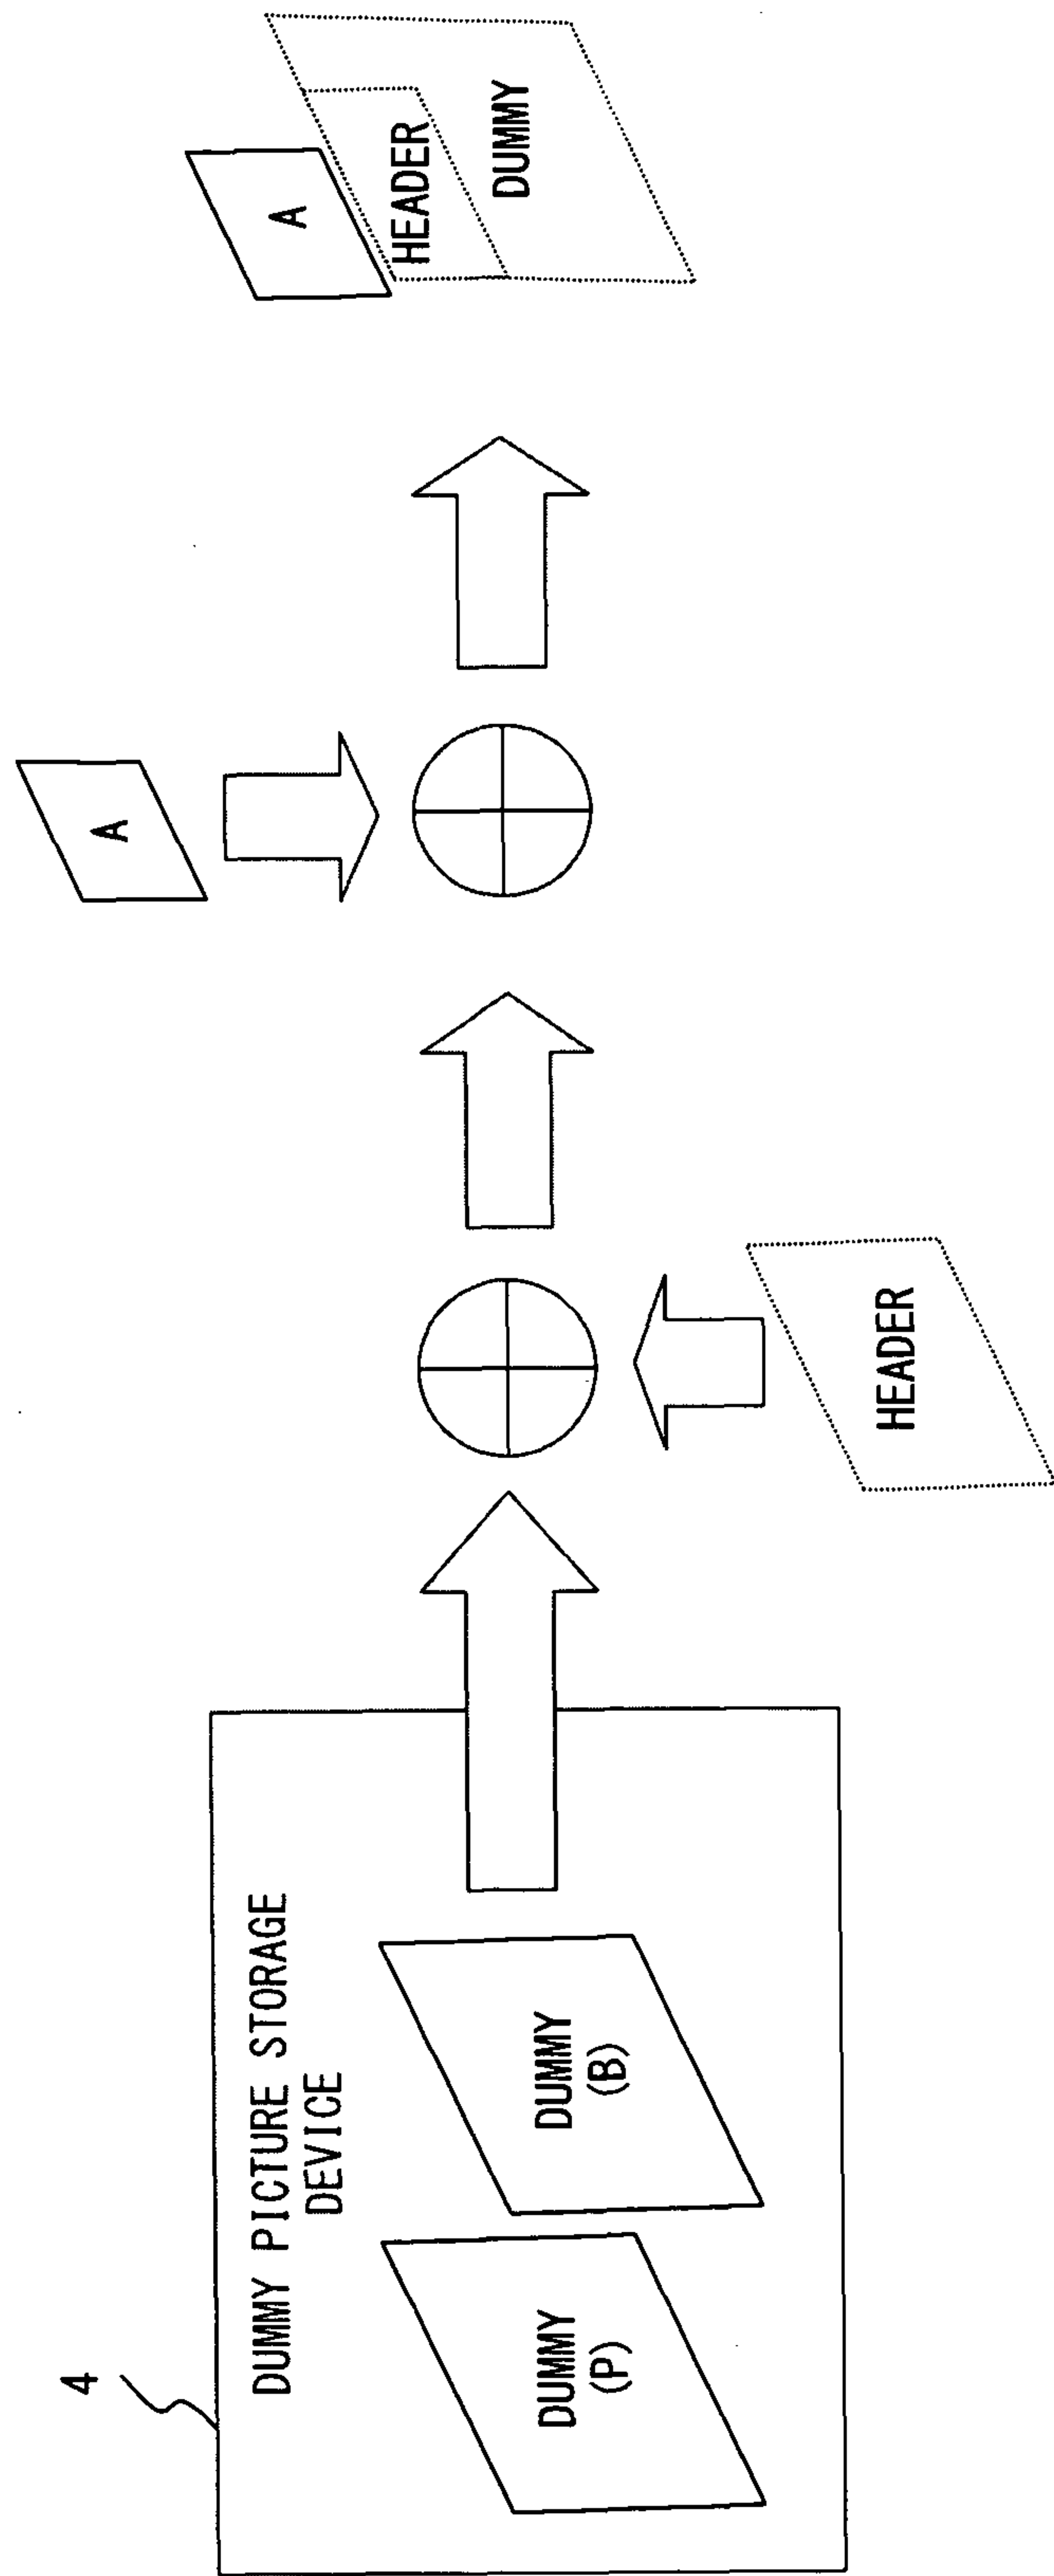 4
DUMMY PICTURE STORAGE
DEVICE
DUMMY
(P)
DUMMY
(B)
HEADER
A
A
HEADER
DUMMY